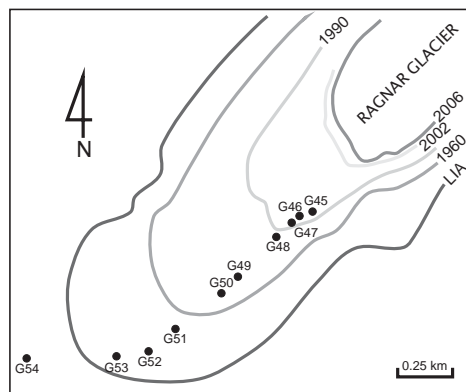 1990
RAGNAR GLACIER
2006
2002
1960
LIA
N
G46
G45
G47
G48
G49
G50
G51
G52
G53
G54
0.25 km